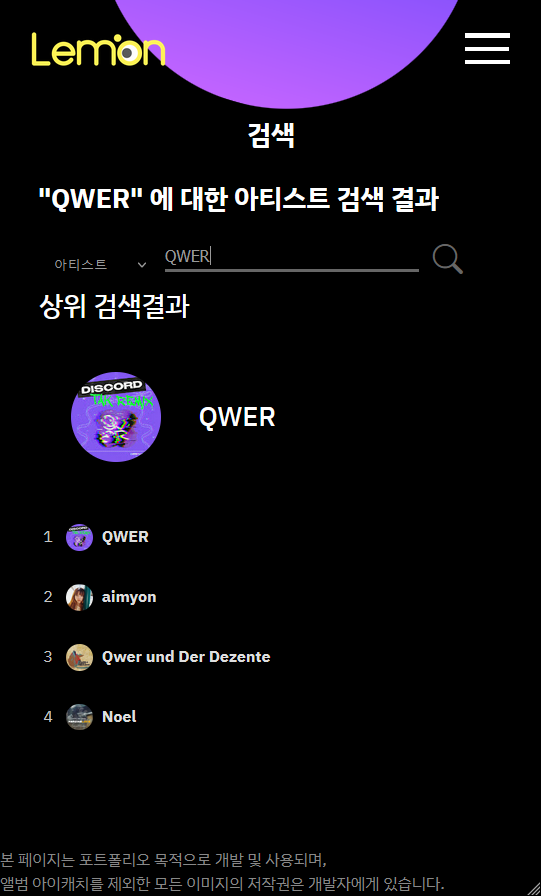 Lemon
검색
"QWER" 에 대한 아티스트 검색 결과
아티스트
QWER
상위 검색결과
DISCORD
QWER
1 QWER
2 aimyon
3 Qwer und Der Dezente
4 Noel
본 페이지는 포트폴리오 목적으로 개발 및 사용되며,
앨범 아이캐치를 제외한 모든 이미지의 저작권은 개발자에게 있습니다.